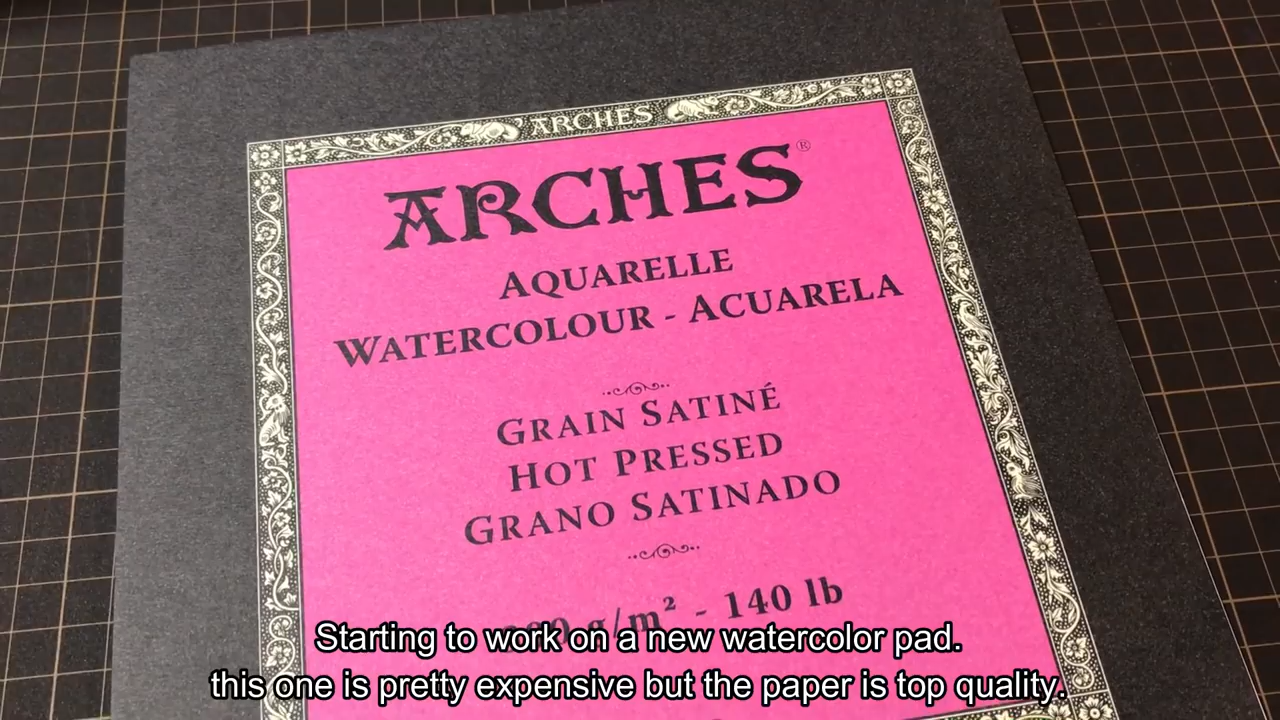 ARCHES
ARCHES®
AQUARELLE
WATERCOLOUR - ACUARELA
GRAIN SATINÉ
HOT PRESSED
GRANO SATINADO
g/m² - 140 lb
Starting to work on a new watercolor pad.
this one is pretty expensive but the paper is top quality.